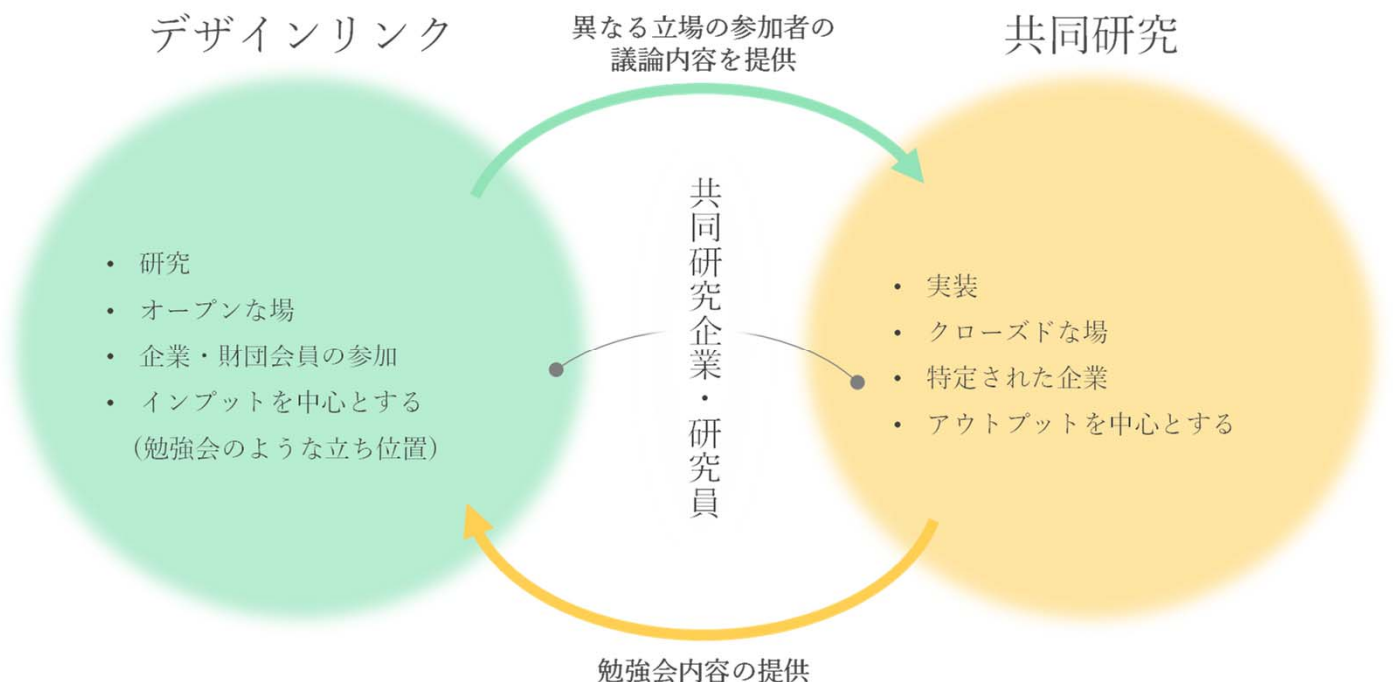 デザインリンク
異なる立場の参加者の
議論内容を提供
共同研究
・ 研究
・ オープンな場
・ 企業・財団会員の参加
・ インプットを中心とする
(勉強会のような立ち位置)
共同研究企業・研究員
・ 実装
・ クローズドな場
・ 特定された企業
・ アウトプットを中心とする
勉強会内容の提供